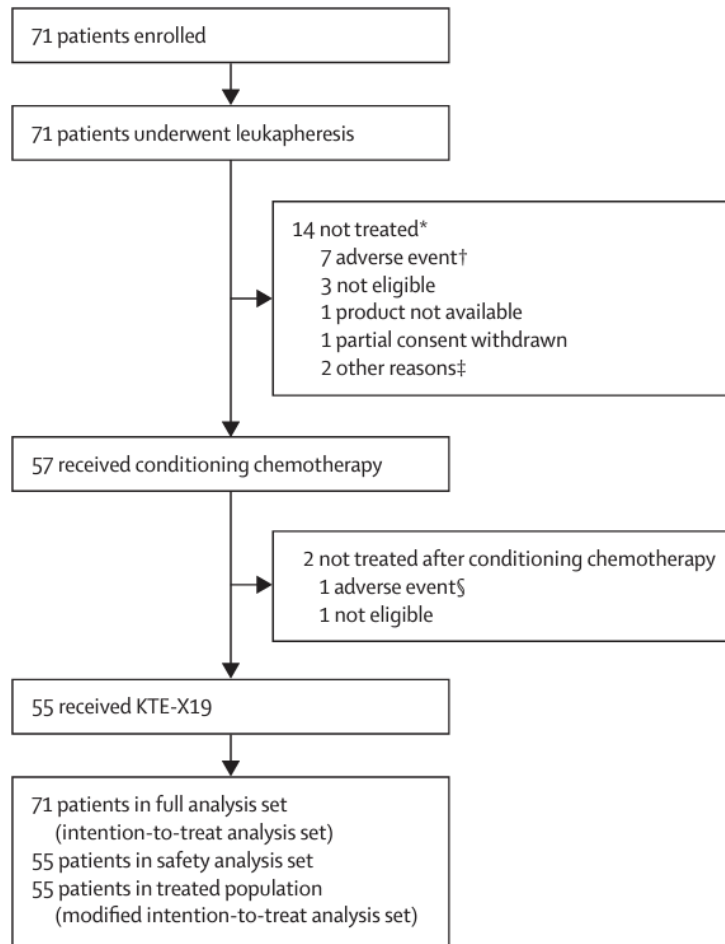 71 patients enrolled
71 patients underwent leukapheresis
14 not treated*
7 adverse event†
3 not eligible
1 product not available
1 partial consent withdrawn
2 other reasons‡
57 received conditioning chemotherapy
2 not treated after conditioning chemotherapy
1 adverse event§
1 not eligible
55 received KTE-X19
71 patients in full analysis set
(intention-to-treat analysis set)
55 patients in safety analysis set
55 patients in treated population
(modified intention-to-treat analysis set)